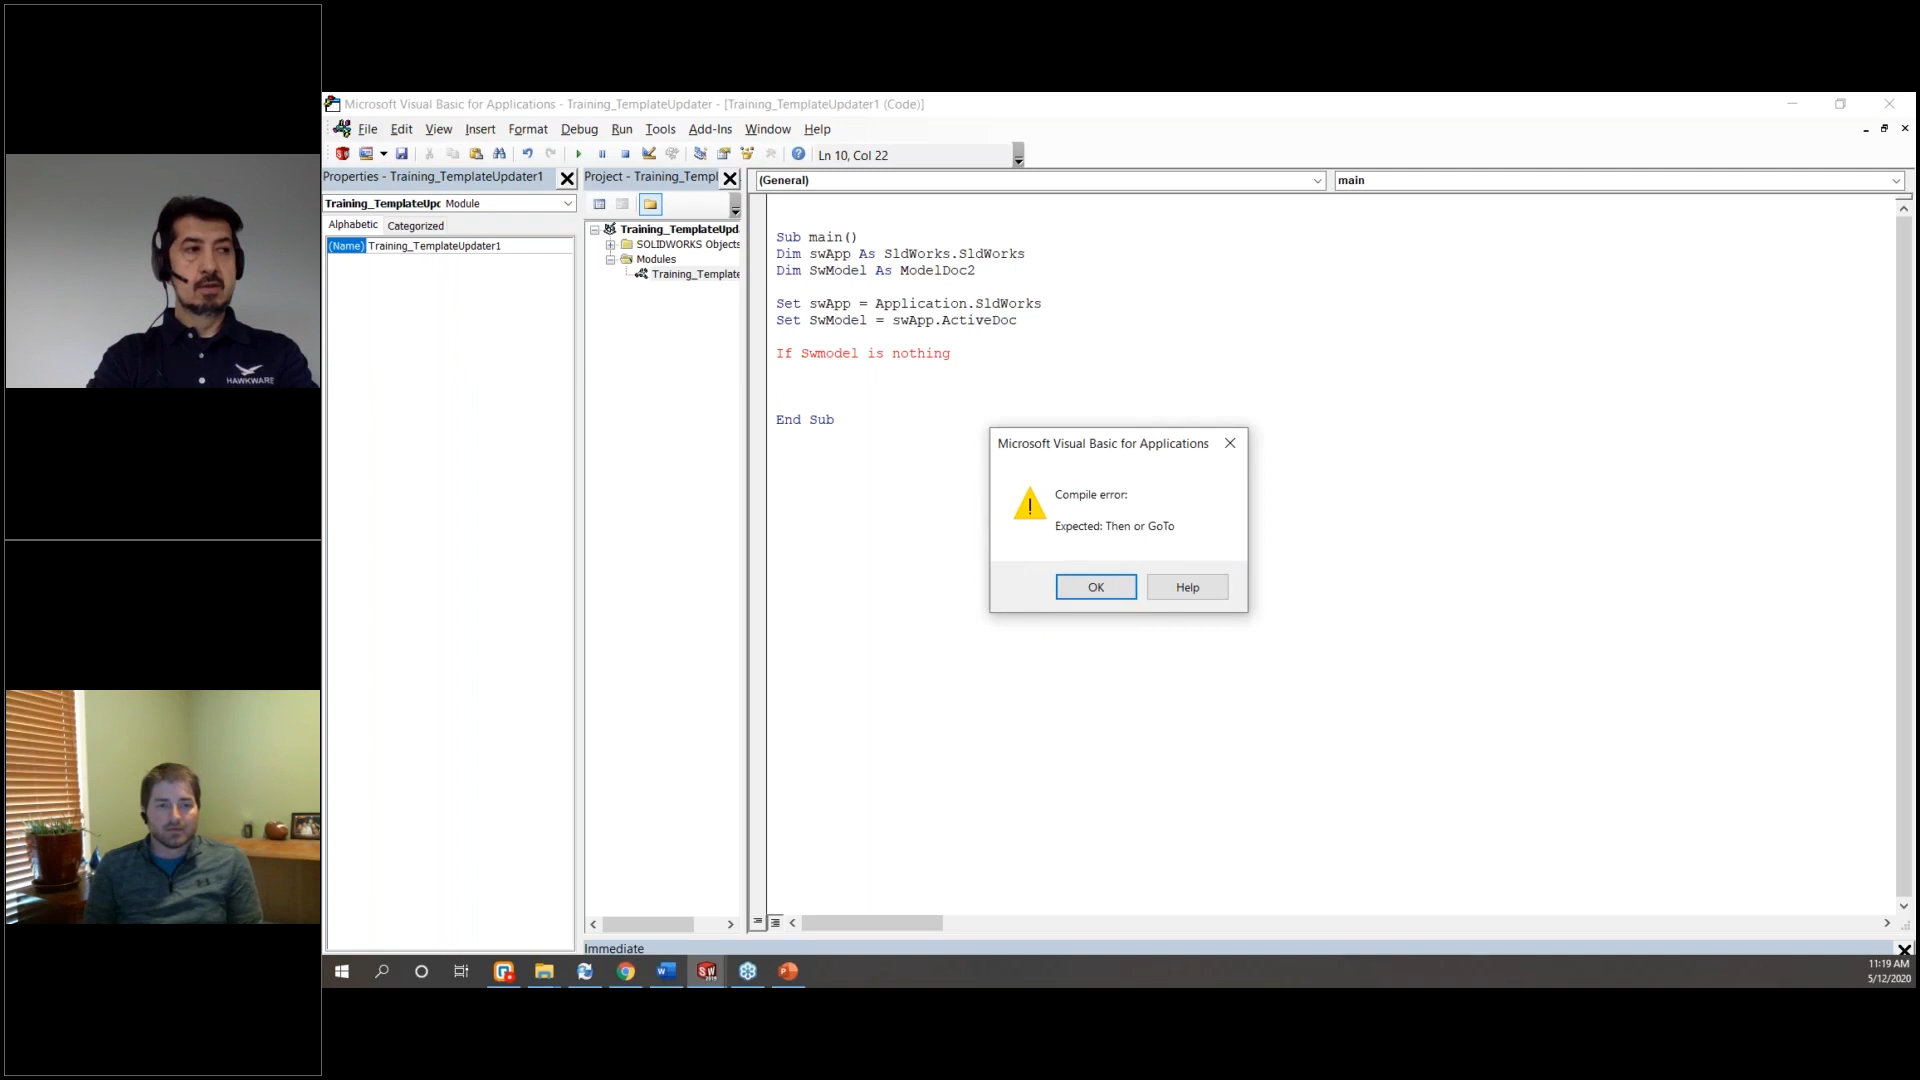 Microsoft Visual Basic for Applications - Training_TemplateUpdater - [Training_TemplateUpdater1 (Code)]
File Edit View Insert Format Debug Run Tools Add-Ins Window Help
Ln 10, Col 22
Properties - Training_TemplateUpdater1
Project - Training_Templ
(General)
main
Training_TemplateUpc Module
Alphabetic Categorized
(Name) Training_TemplateUpdater1
Training_TemplateUpd
SOLIDWORKS Objects
Modules
Training_Template
Sub main()
Dim swApp As SldWorks.SldWorks
Dim SwModel As ModelDoc2
Set swApp = Application.SldWorks
Set SwModel = swApp.ActiveDoc
If Swmodel is nothing
End Sub
Microsoft Visual Basic for Applications
Compile error:
Expected: Then or GoTo
OK
Help
Immediate
HAWKWARE
11:19 AM
5/12/2020